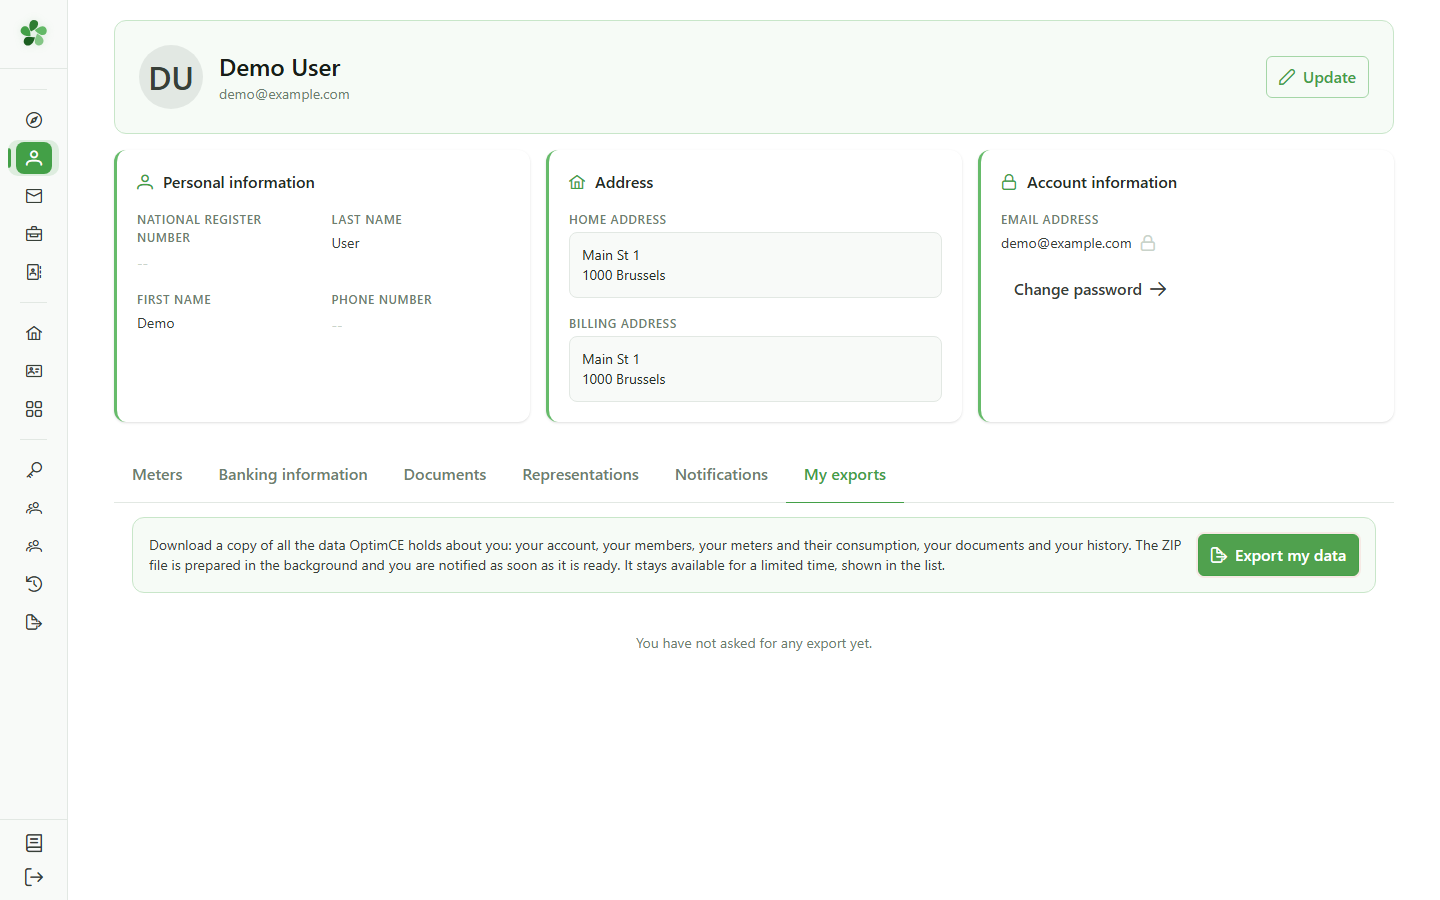 DU
Demo User
demo@example.com
Update
Personal information
NATIONAL REGISTER
NUMBER
--
LAST NAME
User
FIRST NAME
Demo
PHONE NUMBER
--
Address
HOME ADDRESS
Main St 1
1000 Brussels
BILLING ADDRESS
Main St 1
1000 Brussels
Account information
EMAIL ADDRESS
demo@example.com
Change password
Meters
Banking information
Documents
Representations
Notifications
My exports
Download a copy of all the data OptimCE holds about you: your account, your members, your meters and their consumption, your documents and your history. The ZIP
file is prepared in the background and you are notified as soon as it is ready. It stays available for a limited time, shown in the list.
Export my data
You have not asked for any export yet.